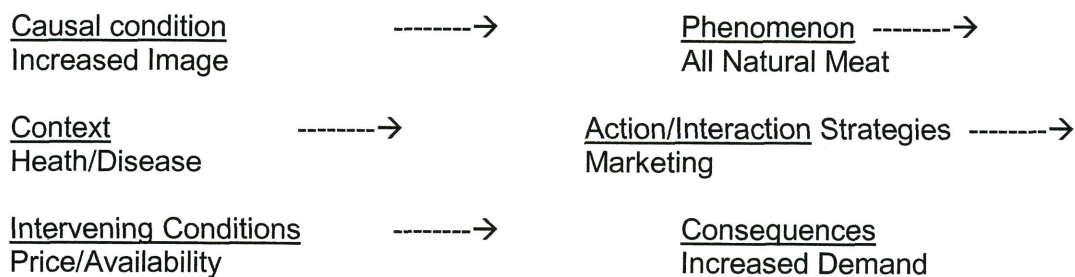 Causal condition --------→ Phenomenon --------→
Increased Image All Natural Meat
Context --------→ Action/Interaction Strategies --------→
Heath/Disease Marketing
Intervening Conditions --------→ Consequences
Price/Availability Increased Demand